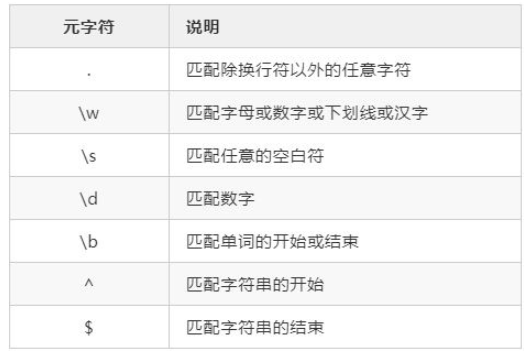 元字符 说明
. 匹配除换行符以外的任意字符
\w 匹配字母或数字或下划线或汉字
\s 匹配任意的空白符
\d 匹配数字
\b 匹配单词的开始或结束
^ 匹配字符串的开始
$ 匹配字符串的结束